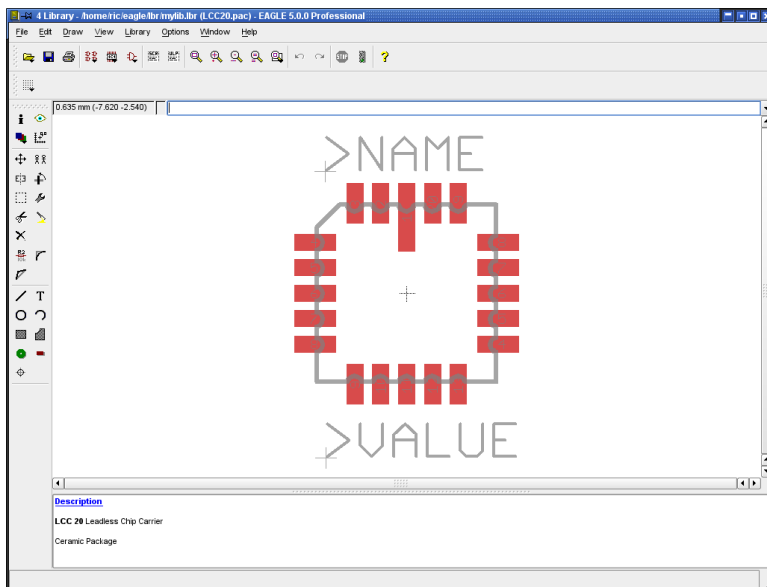 4 Library - /home/ric/eagle/lbr/mylib.lbr (LCC20.pac) - EAGLE 5.0.0 Professional
File Edit Draw View Library Options Window Help
0.635 mm (-7.620 -2.540)
>NAME
>VALUE
Description
LCC 20 Leadless Chip Carrier
Ceramic Package